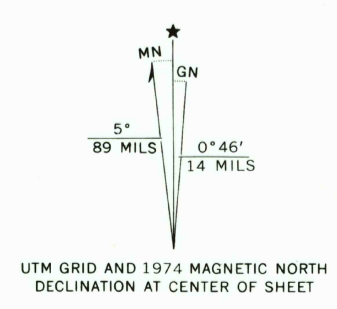 MN
GN
5°
89 MILS
0°46′
14 MILS
UTM GRID AND 1974 MAGNETIC NORTH
DECLINATION AT CENTER OF SHEET